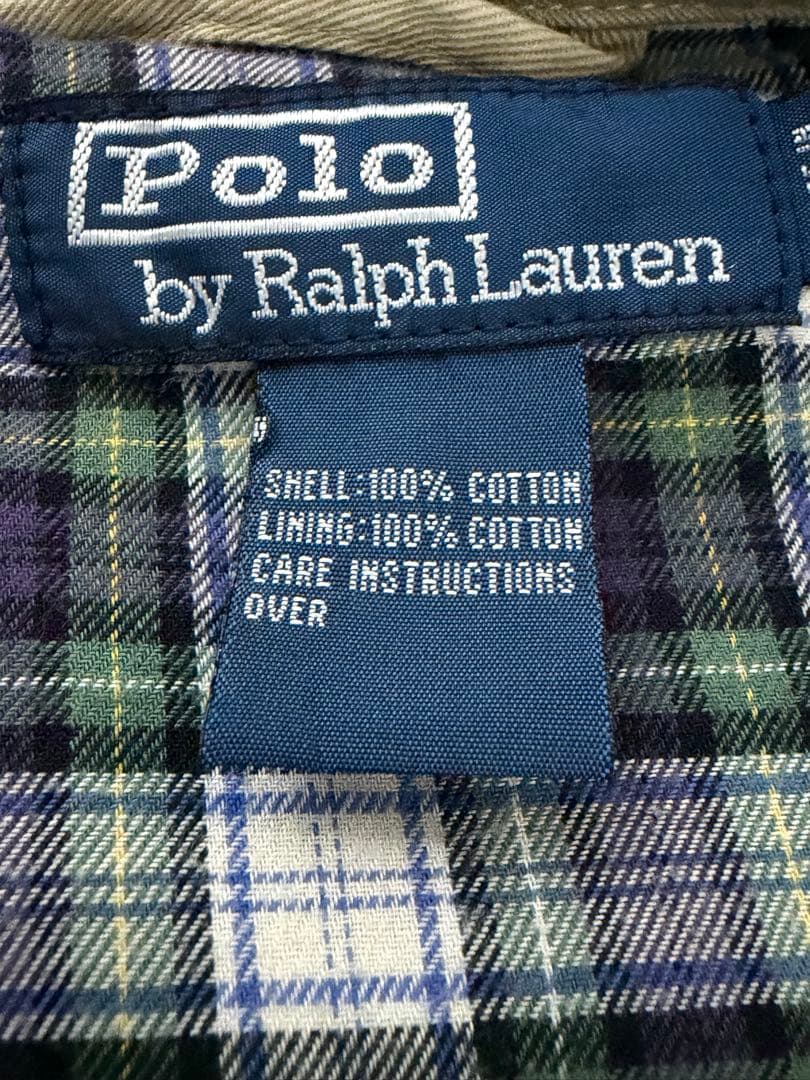 Polo
by Ralph Lauren
SHELL:100% COTTON
LINING:100% COTTON
CARE INSTRUCTIONS
OVER